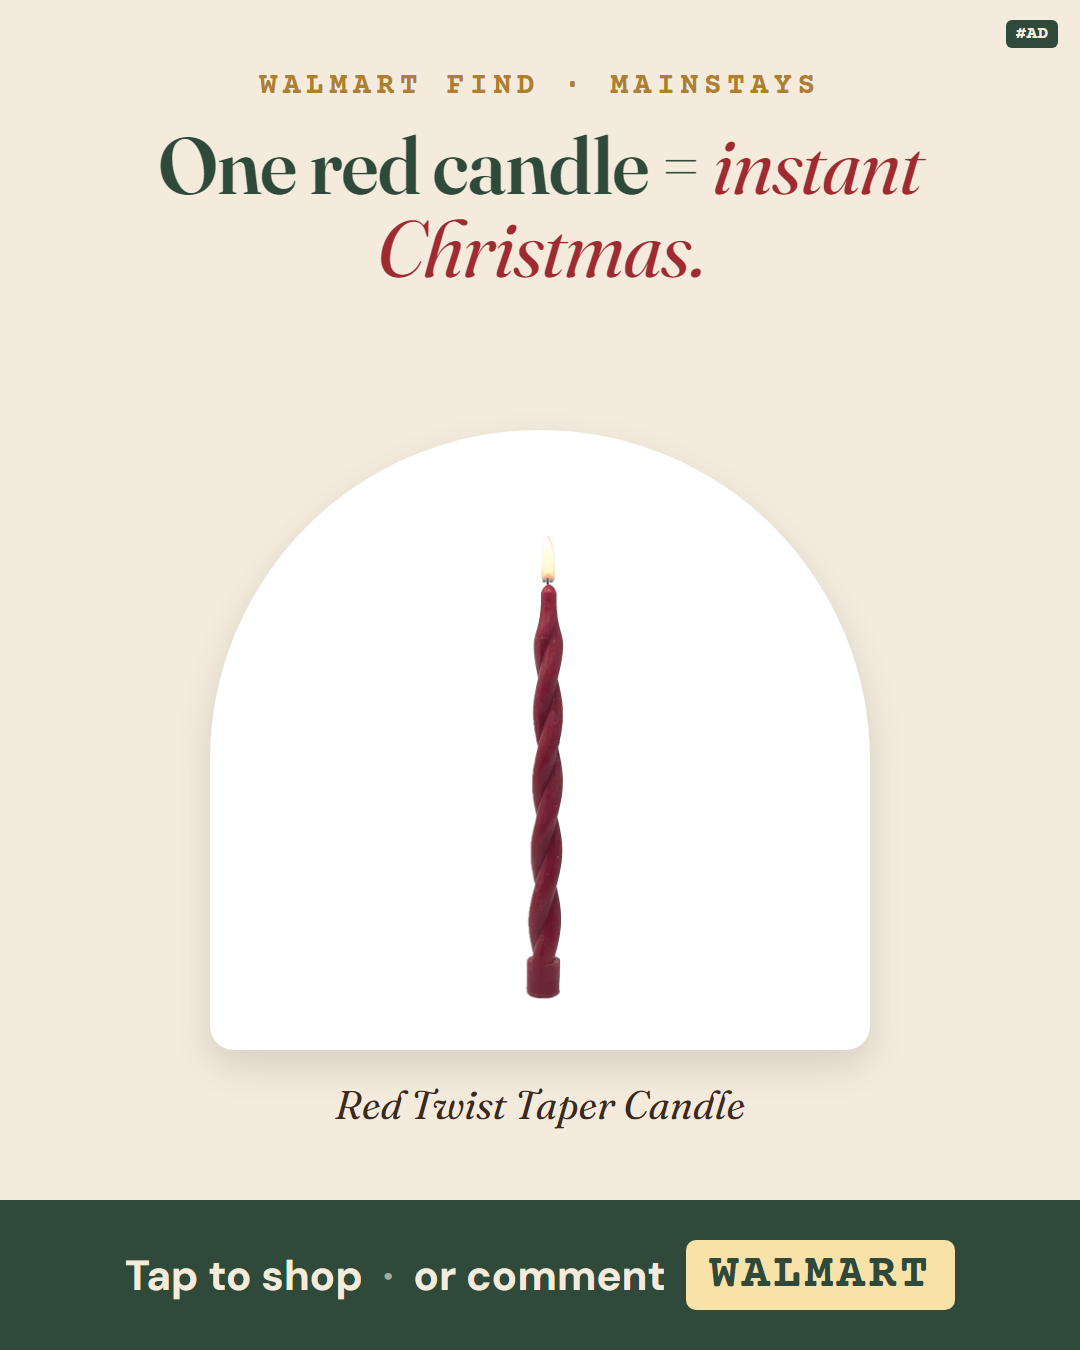 #AD
WALMART FIND · MAINSTAYS
One red candle = instant
Christmas.
Red Twist Taper Candle
Tap to shop · or comment WALMART